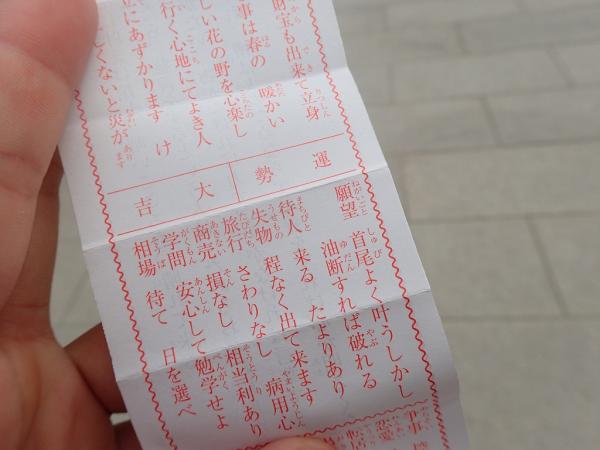 財宝も出来て立身
事は春の 暖かい
しい花の野を心楽し
行く心地にてよき人
にあずかります け
しくないと災が
運勢
大吉
願望 首尾よく叶うしかし
油断すれば破れる
待人 来る たよりあり
失物 程なく出て来ます
旅行 さわりなし 病用心
商売 損なし 相当利あり
学問 安心して勉学せよ
相場 待て 日を選べ